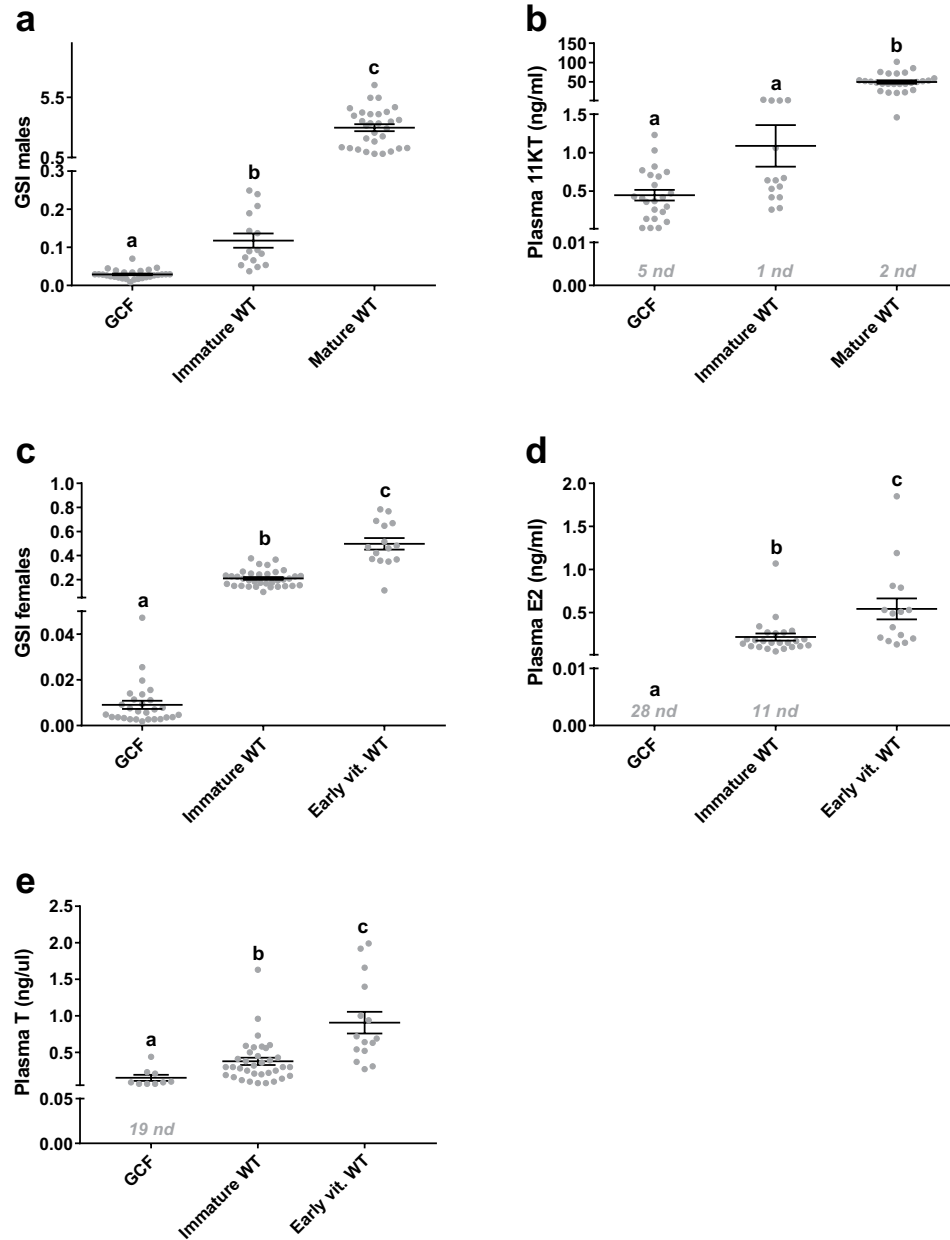 a
GSI males
5.5
0.5
0.3
0.2
0.1
0.0
a
b
c
GCF
Immature WT
Mature WT
b
Plasma 11KT (ng/ml)
150
100
50
1.5
1.0
0.5
0.01
0.00
a
a
b
5 nd
1 nd
2 nd
GCF
Immature WT
Mature WT
c
GSI females
1.0
0.8
0.6
0.4
0.2
0.04
0.02
0.00
a
b
c
GCF
Immature WT
Early vit. WT
d
Plasma E2 (ng/ml)
2.0
1.5
1.0
0.5
0.01
0.00
a
b
c
28 nd
11 nd
GCF
Immature WT
Early vit. WT
e
Plasma T (ng/ul)
2.5
2.0
1.5
1.0
0.5
0.05
0.00
a
b
c
19 nd
GCF
Immature WT
Early vit. WT